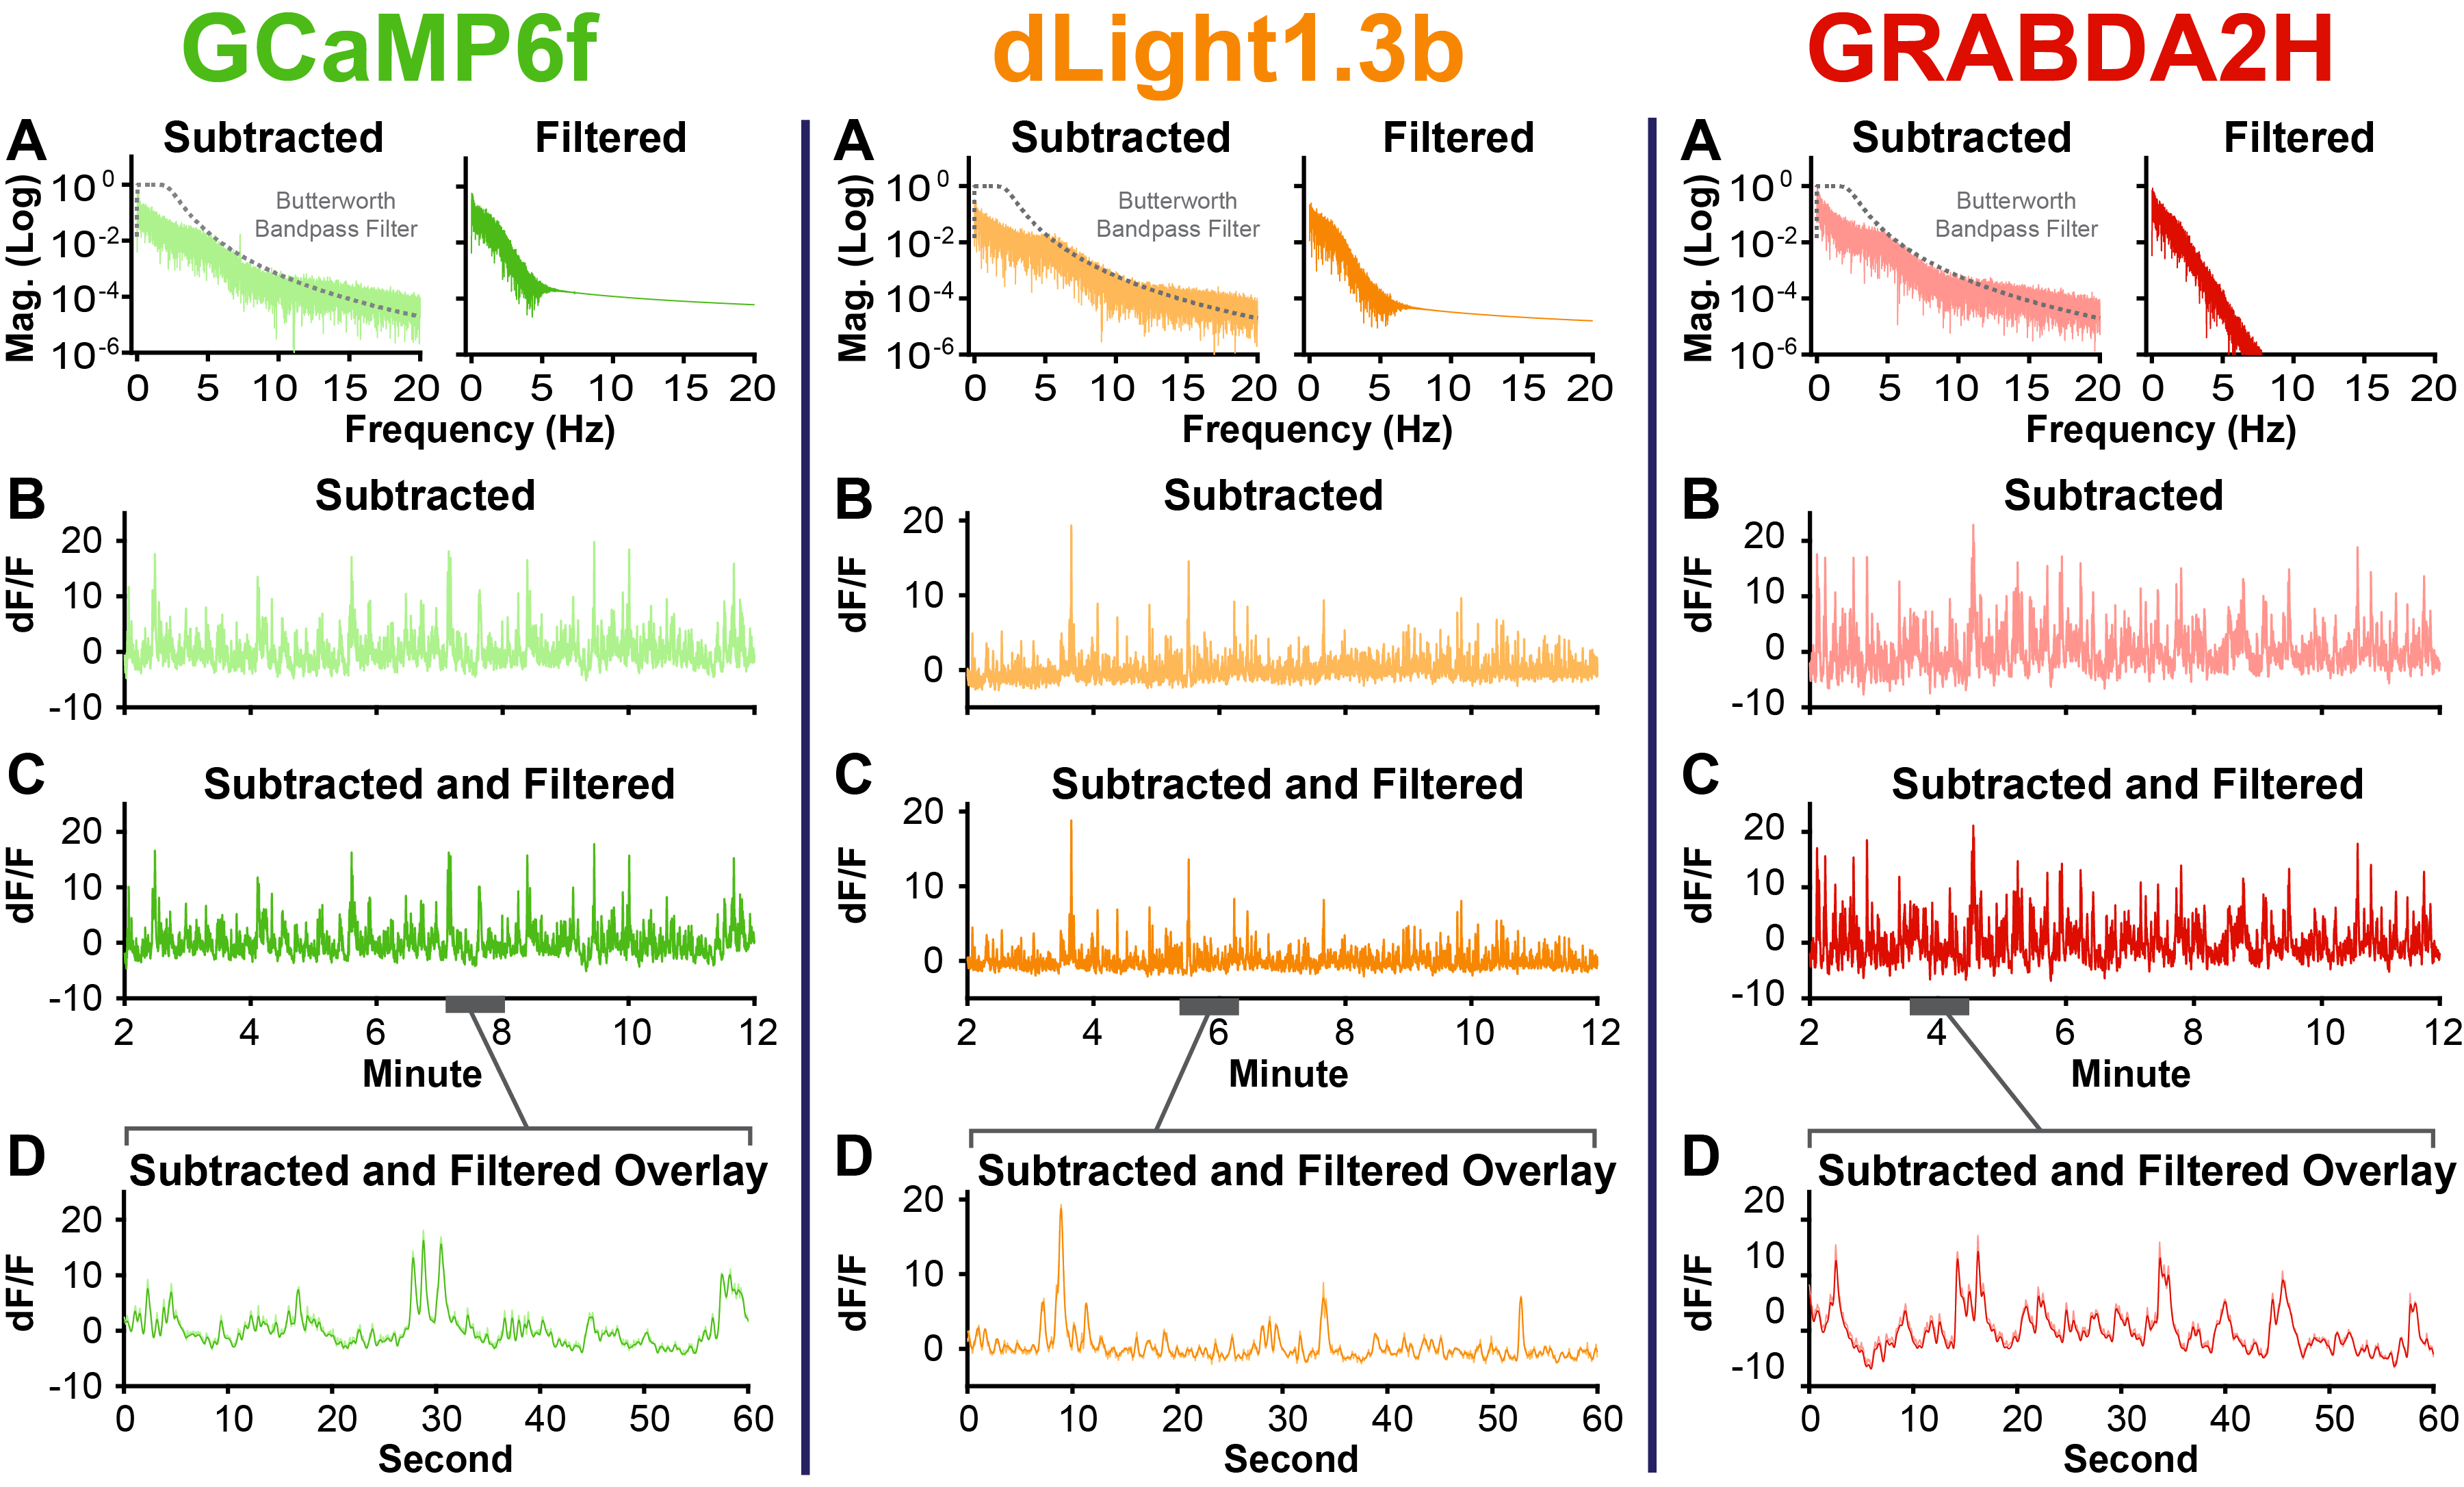 GCaMP6f
A
Subtracted
Filtered
Butterworth
Bandpass Filter
Mag. (Log)
10^0
10^-2
10^-4
10^-6
0 5 10 15 20
0 5 10 15 20
Frequency (Hz)
B
Subtracted
dF/F
20
10
0
-10
C
Subtracted and Filtered
dF/F
20
10
0
-10
2 4 6 8 10 12
Minute
D
Subtracted and Filtered Overlay
dF/F
20
10
0
-10
0 10 20 30 40 50 60
Second
dLight1.3b
A
Subtracted
Filtered
Butterworth
Bandpass Filter
Mag. (Log)
10^0
10^-2
10^-4
10^-6
0 5 10 15 20
0 5 10 15 20
Frequency (Hz)
B
Subtracted
dF/F
20
10
0
C
Subtracted and Filtered
dF/F
20
10
0
2 4 6 8 10 12
Minute
D
Subtracted and Filtered Overlay
dF/F
20
10
0
0 10 20 30 40 50 60
Second
GRABDA2H
A
Subtracted
Filtered
Butterworth
Bandpass Filter
Mag. (Log)
10^0
10^-2
10^-4
10^-6
0 5 10 15 20
0 5 10 15 20
Frequency (Hz)
B
Subtracted
dF/F
20
10
0
-10
C
Subtracted and Filtered
dF/F
20
10
0
-10
2 4 6 8 10 12
Minute
D
Subtracted and Filtered Overlay
dF/F
20
10
0
-10
0 10 20 30 40 50 60
Second